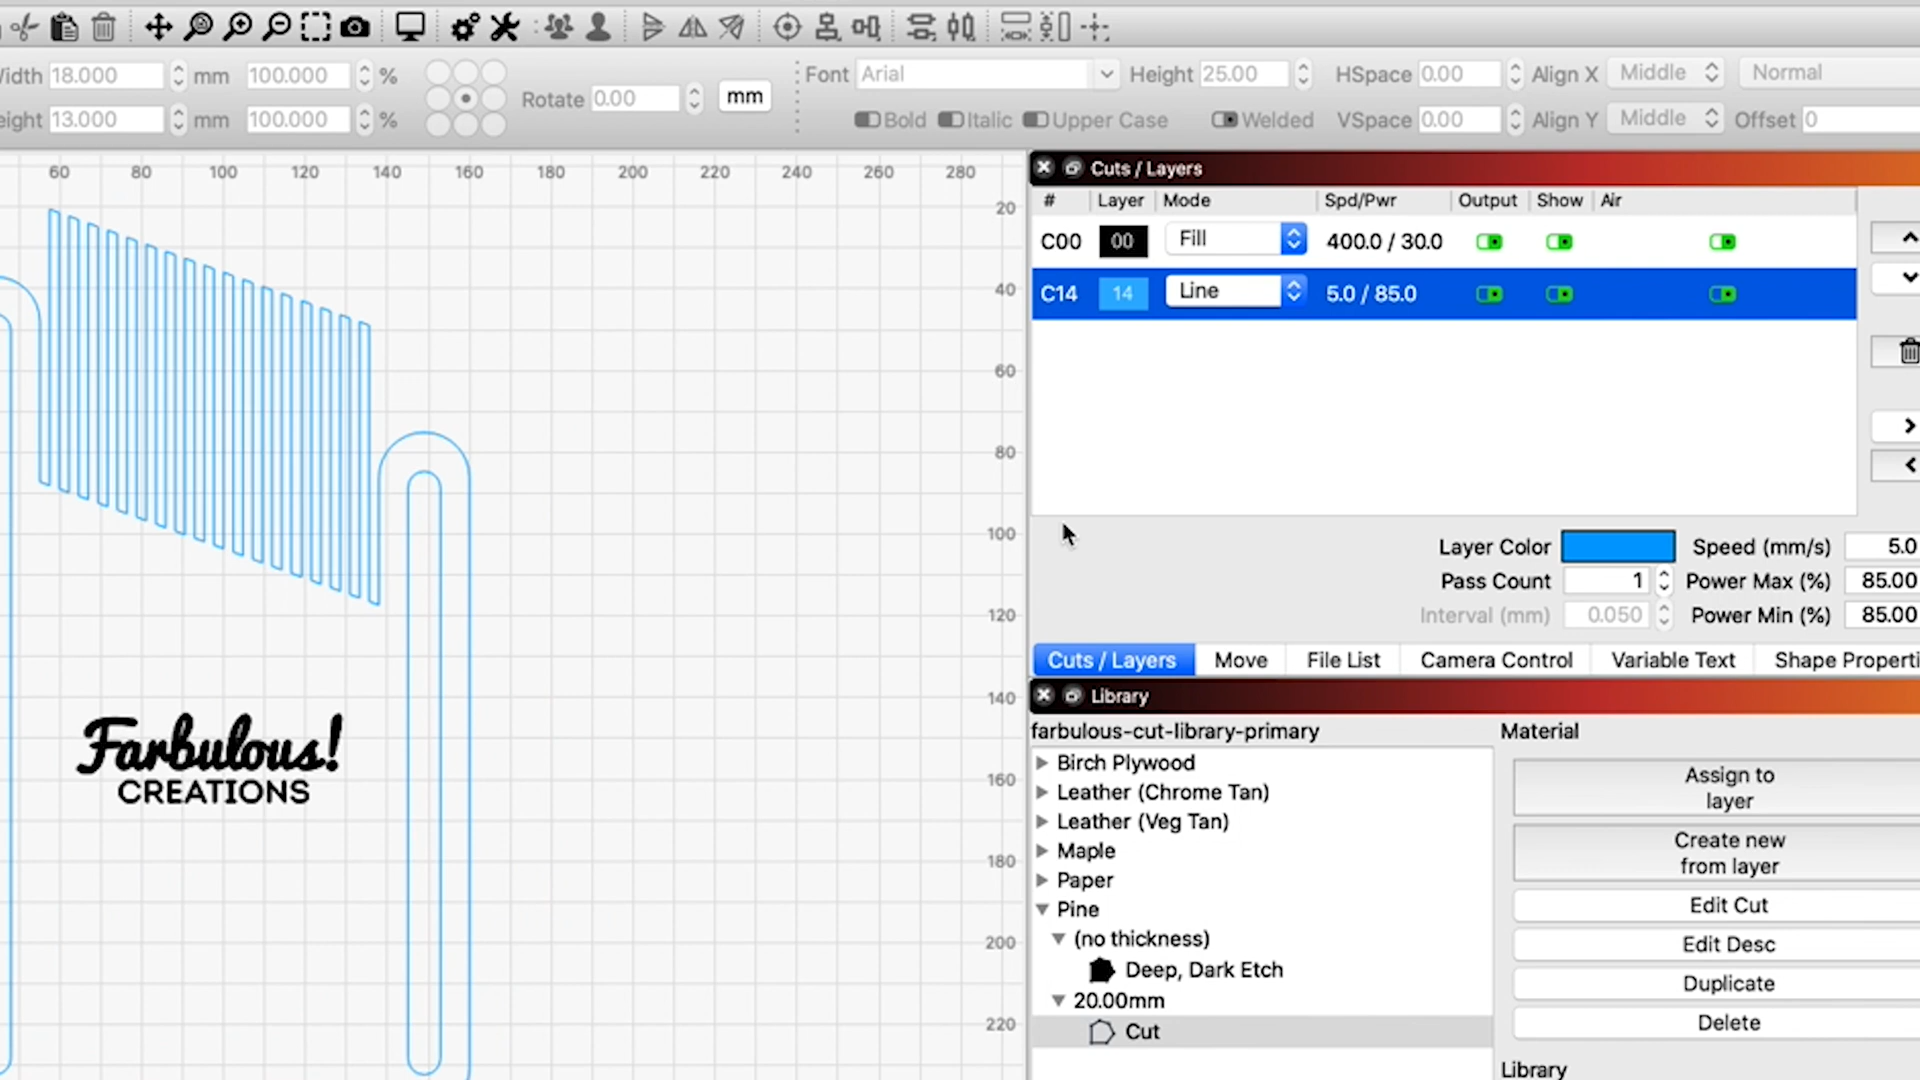 Width 18.000 mm 100.000 %
Height 13.000 mm 100.000 %
Rotate 0.00 mm
Font Arial Height 25.00 HSpace 0.00 Align X Middle Normal
Bold Italic Upper Case Welded VSpace 0.00 Align Y Middle Offset 0
60 80 100 120 140 160 180 200 220 240 260 280
20
40
60
80
100
120
140
160
180
200
220
Farbulous!
CREATIONS
Cuts / Layers
# Layer Mode Spd/Pwr Output Show Air
C00 00 Fill 400.0 / 30.0
C14 14 Line 5.0 / 85.0
Layer Color Speed (mm/s) 5.0
Pass Count 1 Power Max (%) 85.00
Interval (mm) 0.050 Power Min (%) 85.00
Cuts / Layers Move File List Camera Control Variable Text Shape Properti
Library
farbulous-cut-library-primary
Birch Plywood
Leather (Chrome Tan)
Leather (Veg Tan)
Maple
Paper
Pine
(no thickness)
Deep, Dark Etch
20.00mm
Cut
Material
Assign to
layer
Create new
from layer
Edit Cut
Edit Desc
Duplicate
Delete
Library